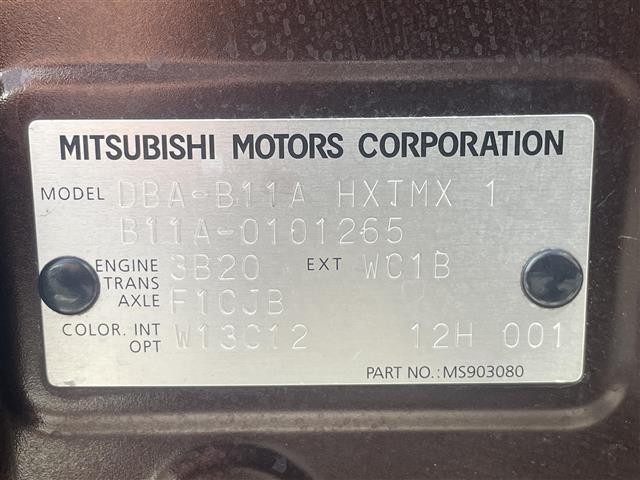 MITSUBISHI MOTORS CORPORATION
MODEL DBA-B11A HXTMX 1
B11A-0101265
ENGINE 3B20 EXT WC1B
TRANS
AXLE F1CJB
COLOR. INT W13C12 12H 001
OPT
PART NO.:MS903080